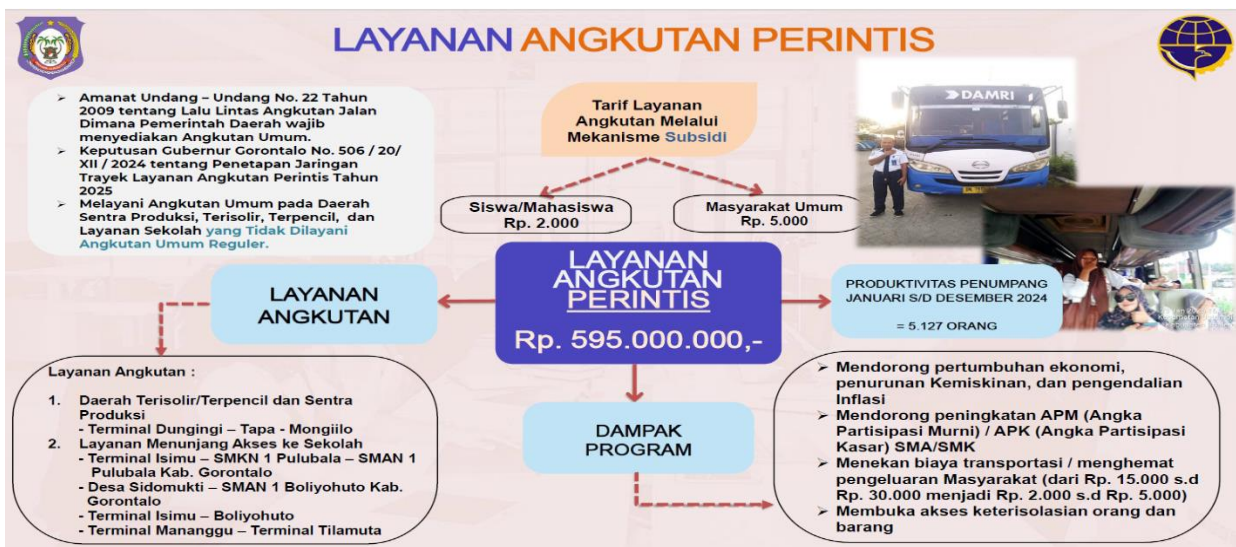 LAYANAN ANGKUTAN PERINTIS
➢ Amanat Undang – Undang No. 22 Tahun
2009 tentang Lalu Lintas Angkutan Jalan
Dimana Pemerintah Daerah wajib
menyediakan Angkutan Umum.
➢ Keputusan Gubernur Gorontalo No. 506 / 20/
XII / 2024 tentang Penetapan Jaringan
Trayek Layanan Angkutan Perintis Tahun
2025
➢ Melayani Angkutan Umum pada Daerah
Sentra Produksi, Terisolir, Terpencil, dan
Layanan Sekolah yang Tidak Dilayani
Angkutan Umum Reguler.
Tarif Layanan
Angkutan Melalui
Mekanisme Subsidi
Siswa/Mahasiswa
Rp. 2.000
Masyarakat Umum
Rp. 5.000
DAMRI
LAYANAN
ANGKUTAN
LAYANAN
ANGKUTAN
PERINTIS
Rp. 595.000.000,-
PRODUKTIVITAS PENUMPANG
JANUARI S/D DESEMBER 2024
= 5.127 ORANG
Layanan Angkutan :
1. Daerah Terisolir/Terpencil dan Sentra
Produksi
- Terminal Dungingi – Tapa - Mongiilo
2. Layanan Menunjang Akses ke Sekolah
- Terminal Isimu – SMKN 1 Pulubala – SMAN 1
Pulubala Kab. Gorontalo
- Desa Sidomukti – SMAN 1 Boliyohuto Kab.
Gorontalo
- Terminal Isimu – Boliyohuto
- Terminal Mananggu – Terminal Tilamuta
DAMPAK
PROGRAM
➢ Mendorong pertumbuhan ekonomi,
penurunan Kemiskinan, dan pengendalian
Inflasi
➢ Mendorong peningkatan APM (Angka
Partisipasi Murni) / APK (Angka Partisipasi
Kasar) SMA/SMK
➢ Menekan biaya transportasi / menghemat
pengeluaran Masyarakat (dari Rp. 15.000 s.d
Rp. 30.000 menjadi Rp. 2.000 s.d Rp. 5.000)
➢ Membuka akses keterisolasian orang dan
barang